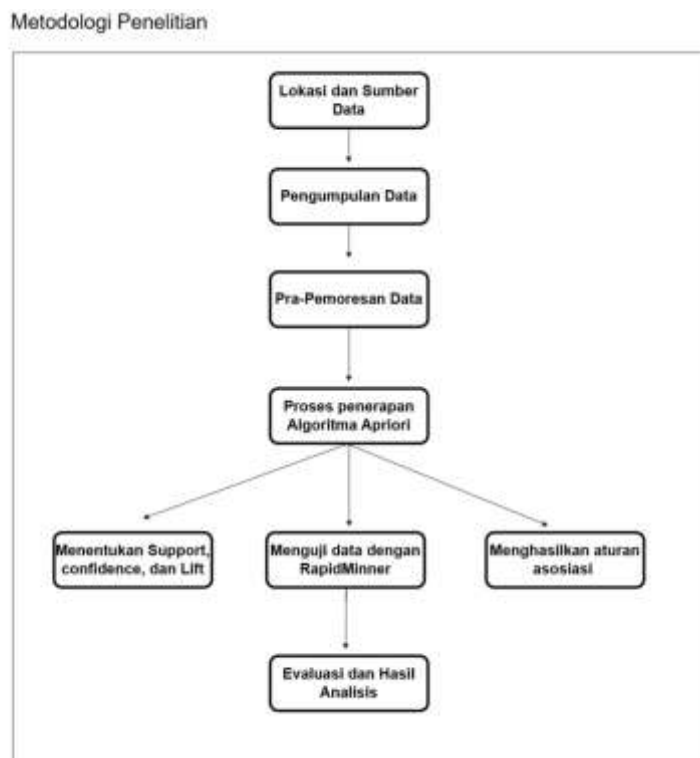 Metodologi Penelitian
Lokasi dan Sumber
Data
Pengumpulan Data
Pra-Pemoresan Data
Proses penerapan
Algoritma Apriori
Menentukan Support,
confidence, dan Lift
Menguji data dengan
RapidMinner
Menghasilkan aturan
asosiasi
Evaluasi dan Hasil
Analisis